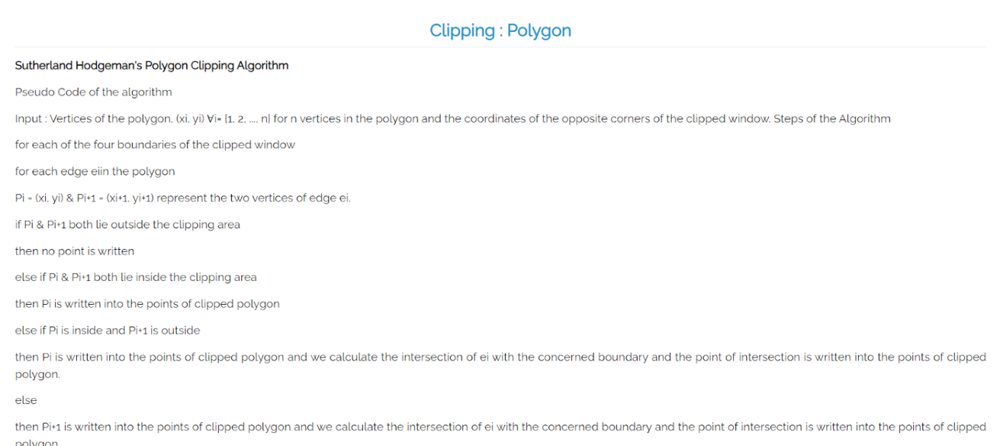 Clipping : Polygon
Sutherland Hodgeman's Polygon Clipping Algorithm
Pseudo Code of the algorithm
Input : Vertices of the polygon, (xi, yi) ∀i= {1, 2, ...., n} for n vertices in the polygon and the coordinates of the opposite corners of the clipped window. Steps of the Algorithm
for each of the four boundaries of the clipped window
for each edge eiin the polygon
Pi = (xi, yi) & Pi+1 = (xi+1, yi+1) represent the two vertices of edge ei.
if Pi & Pi+1 both lie outside the clipping area
then no point is written
else if Pi & Pi+1 both lie inside the clipping area
then Pi is written into the points of clipped polygon
else if Pi is inside and Pi+1 is outside
then Pi is written into the points of clipped polygon and we calculate the intersection of ei with the concerned boundary and the point of intersection is written into the points of clipped
polygon.
else
then Pi+1 is written into the points of clipped polygon and we calculate the intersection of ei with the concerned boundary and the point of intersection is written into the points of clipped
polygon